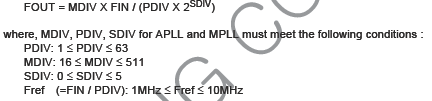 FOUT = MDIV X FIN / (PDIV X 2^SDIV)
where, MDIV, PDIV, SDIV for APLL and MPLL must meet the following conditions :
PDIV: 1 ≤ PDIV ≤ 63
MDIV: 16 ≤ MDIV ≤ 511
SDIV: 0 ≤ SDIV ≤ 5
Fref (=FIN / PDIV): 1MHz ≤ Fref ≤ 10MHz